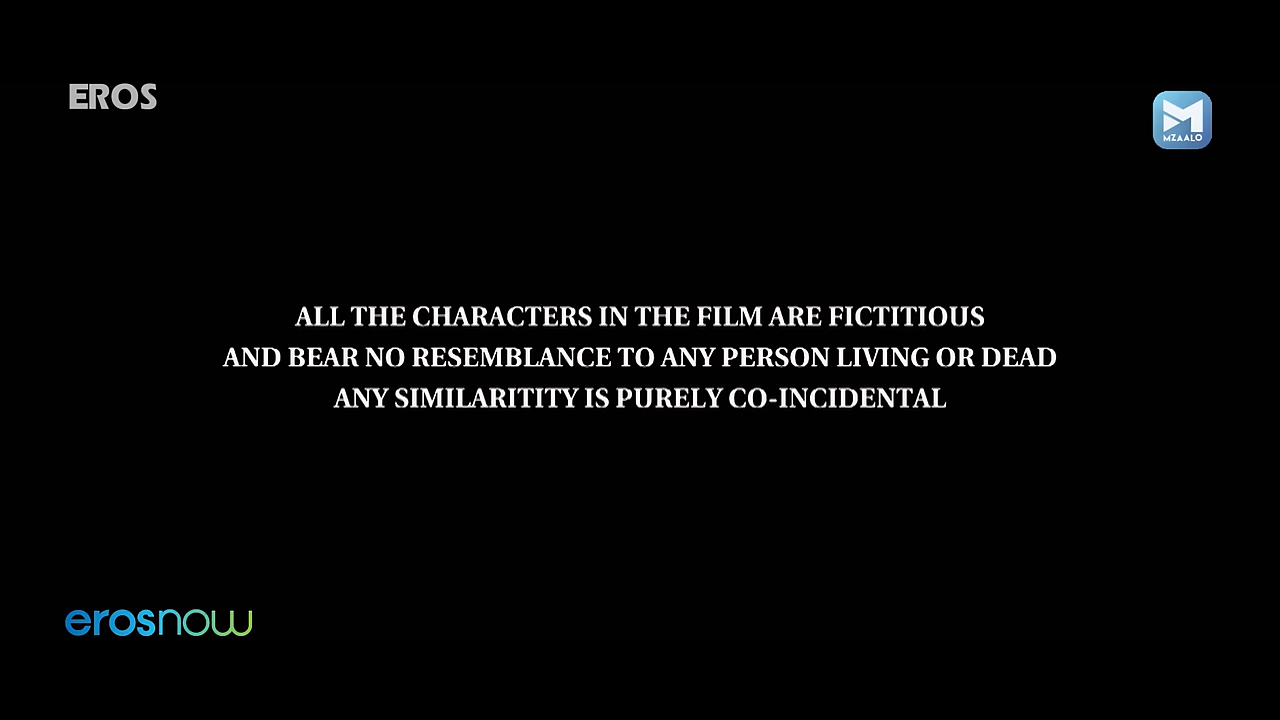 EROS
MZAALO
ALL THE CHARACTERS IN THE FILM ARE FICTITIOUS
AND BEAR NO RESEMBLANCE TO ANY PERSON LIVING OR DEAD
ANY SIMILARITITY IS PURELY CO-INCIDENTAL
erosnow